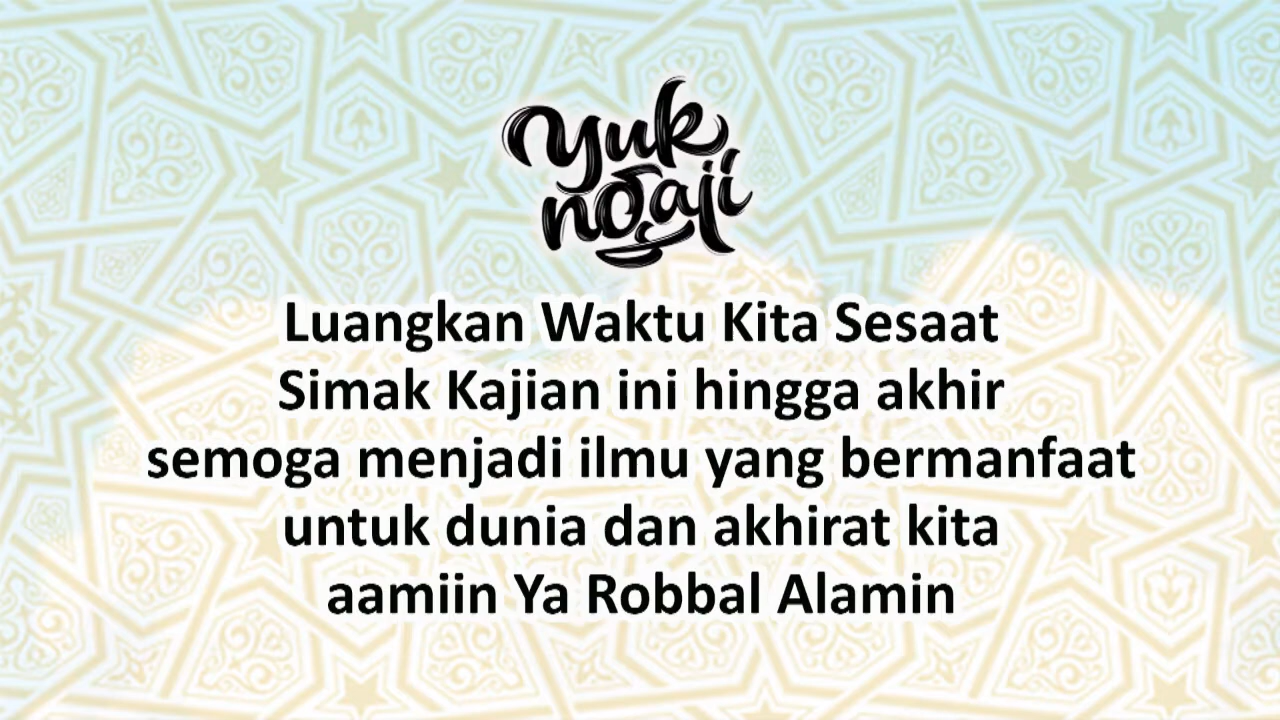 yuk
ngaji
Luangkan Waktu Kita Sesaat
Simak Kajian ini hingga akhir
semoga menjadi ilmu yang bermanfaat
untuk dunia dan akhirat kita
aamiin Ya Robbal Alamin